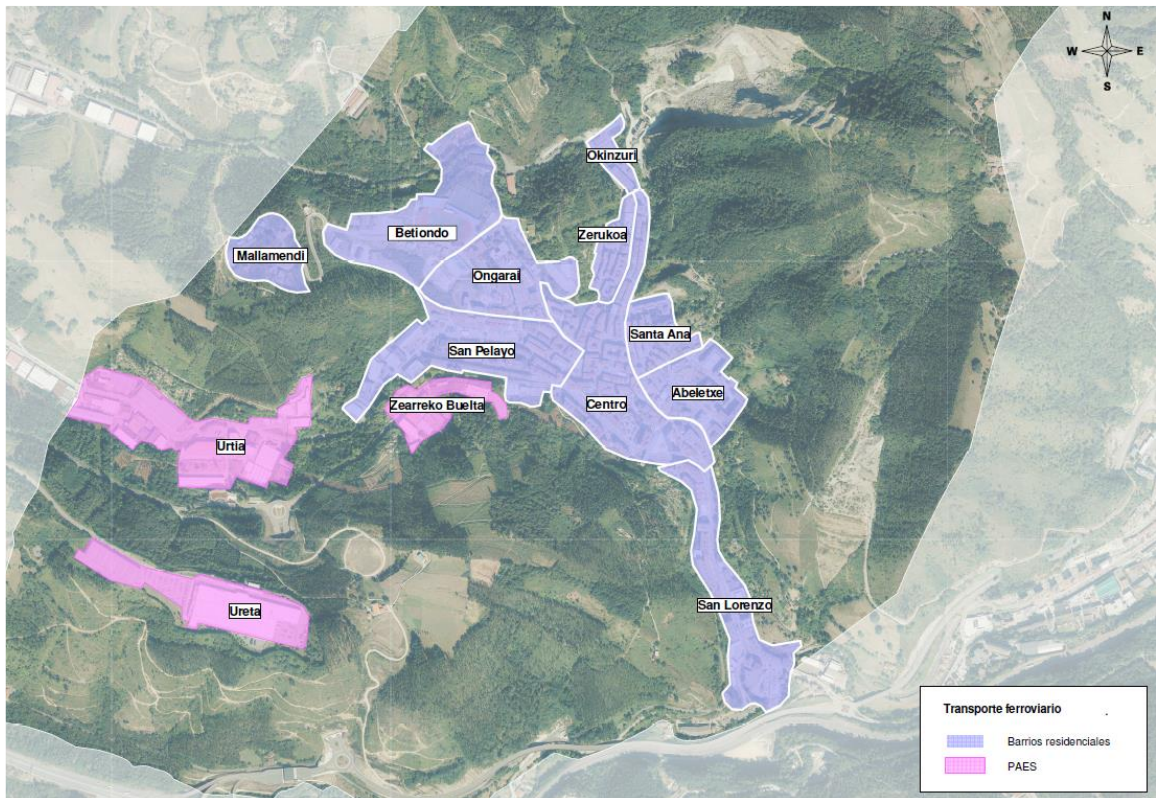 N
W E
S
Okinzuri
Betiondo
Zerukoa
Mallamendi
Ongarai
Santa Ana
San Pelayo
Abeletxe
Zearreko Buelta
Centro
Urtia
San Lorenzo
Ureta
Transporte ferroviario .
Barrios residenciales
PAES